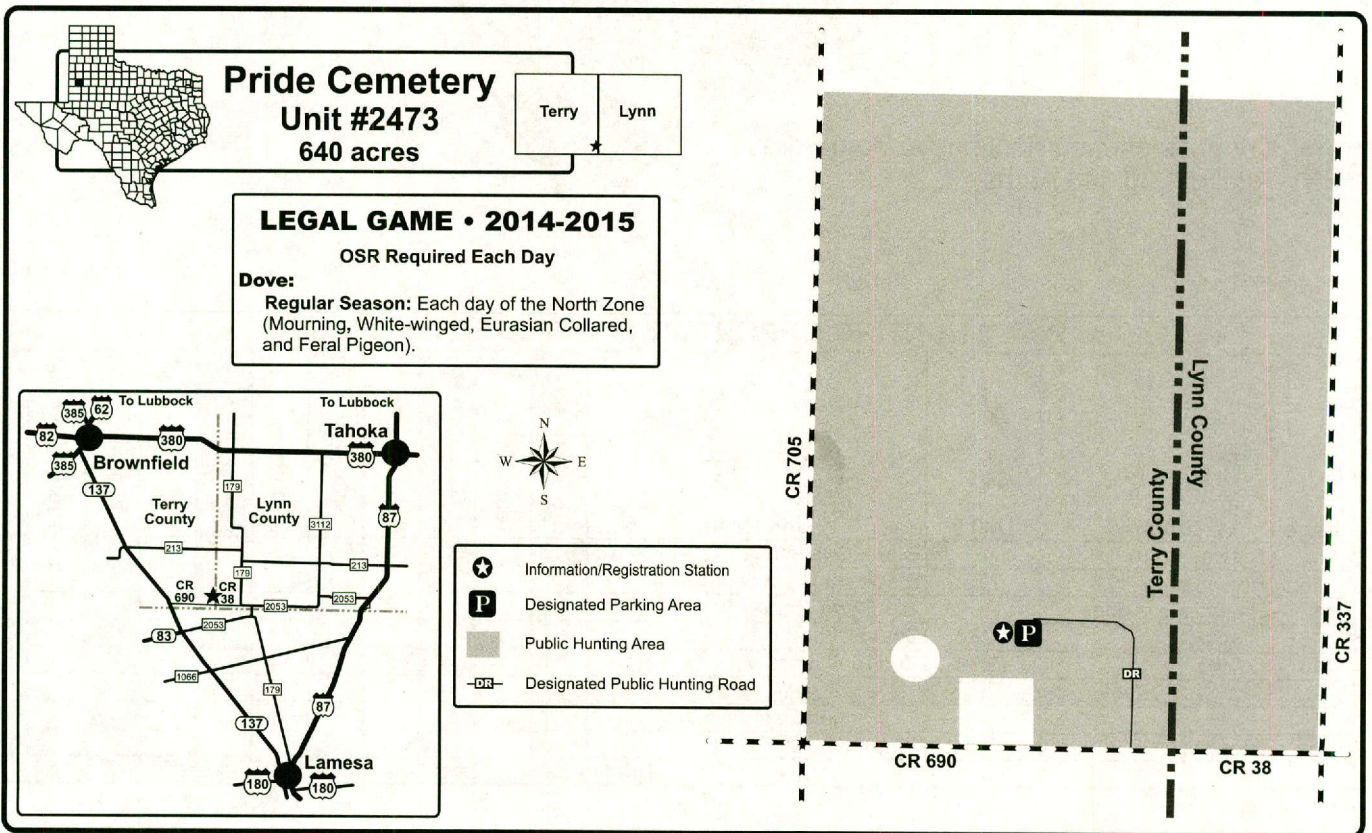 Pride Cemetery
Unit #2473
640 acres
Terry
Lynn
LEGAL GAME • 2014-2015
OSR Required Each Day
Dove:
Regular Season: Each day of the North Zone
(Mourning, White-winged, Eurasian Collared,
and Feral Pigeon).
385
62
To Lubbock
To Lubbock
82
380
Tahoka
385
Brownfield
380
137
179
Terry
County
Lynn
County
3112
87
213
179
213
CR
690
CR
38
2053
2053
83
2053
1066
179
87
137
Lamesa
180
180
N
W
E
S
Information/Registration Station
P
Designated Parking Area
Public Hunting Area
DR
Designated Public Hunting Road
CR 705
Lynn County
Terry County
CR 337
P
DR
CR 690
CR 38